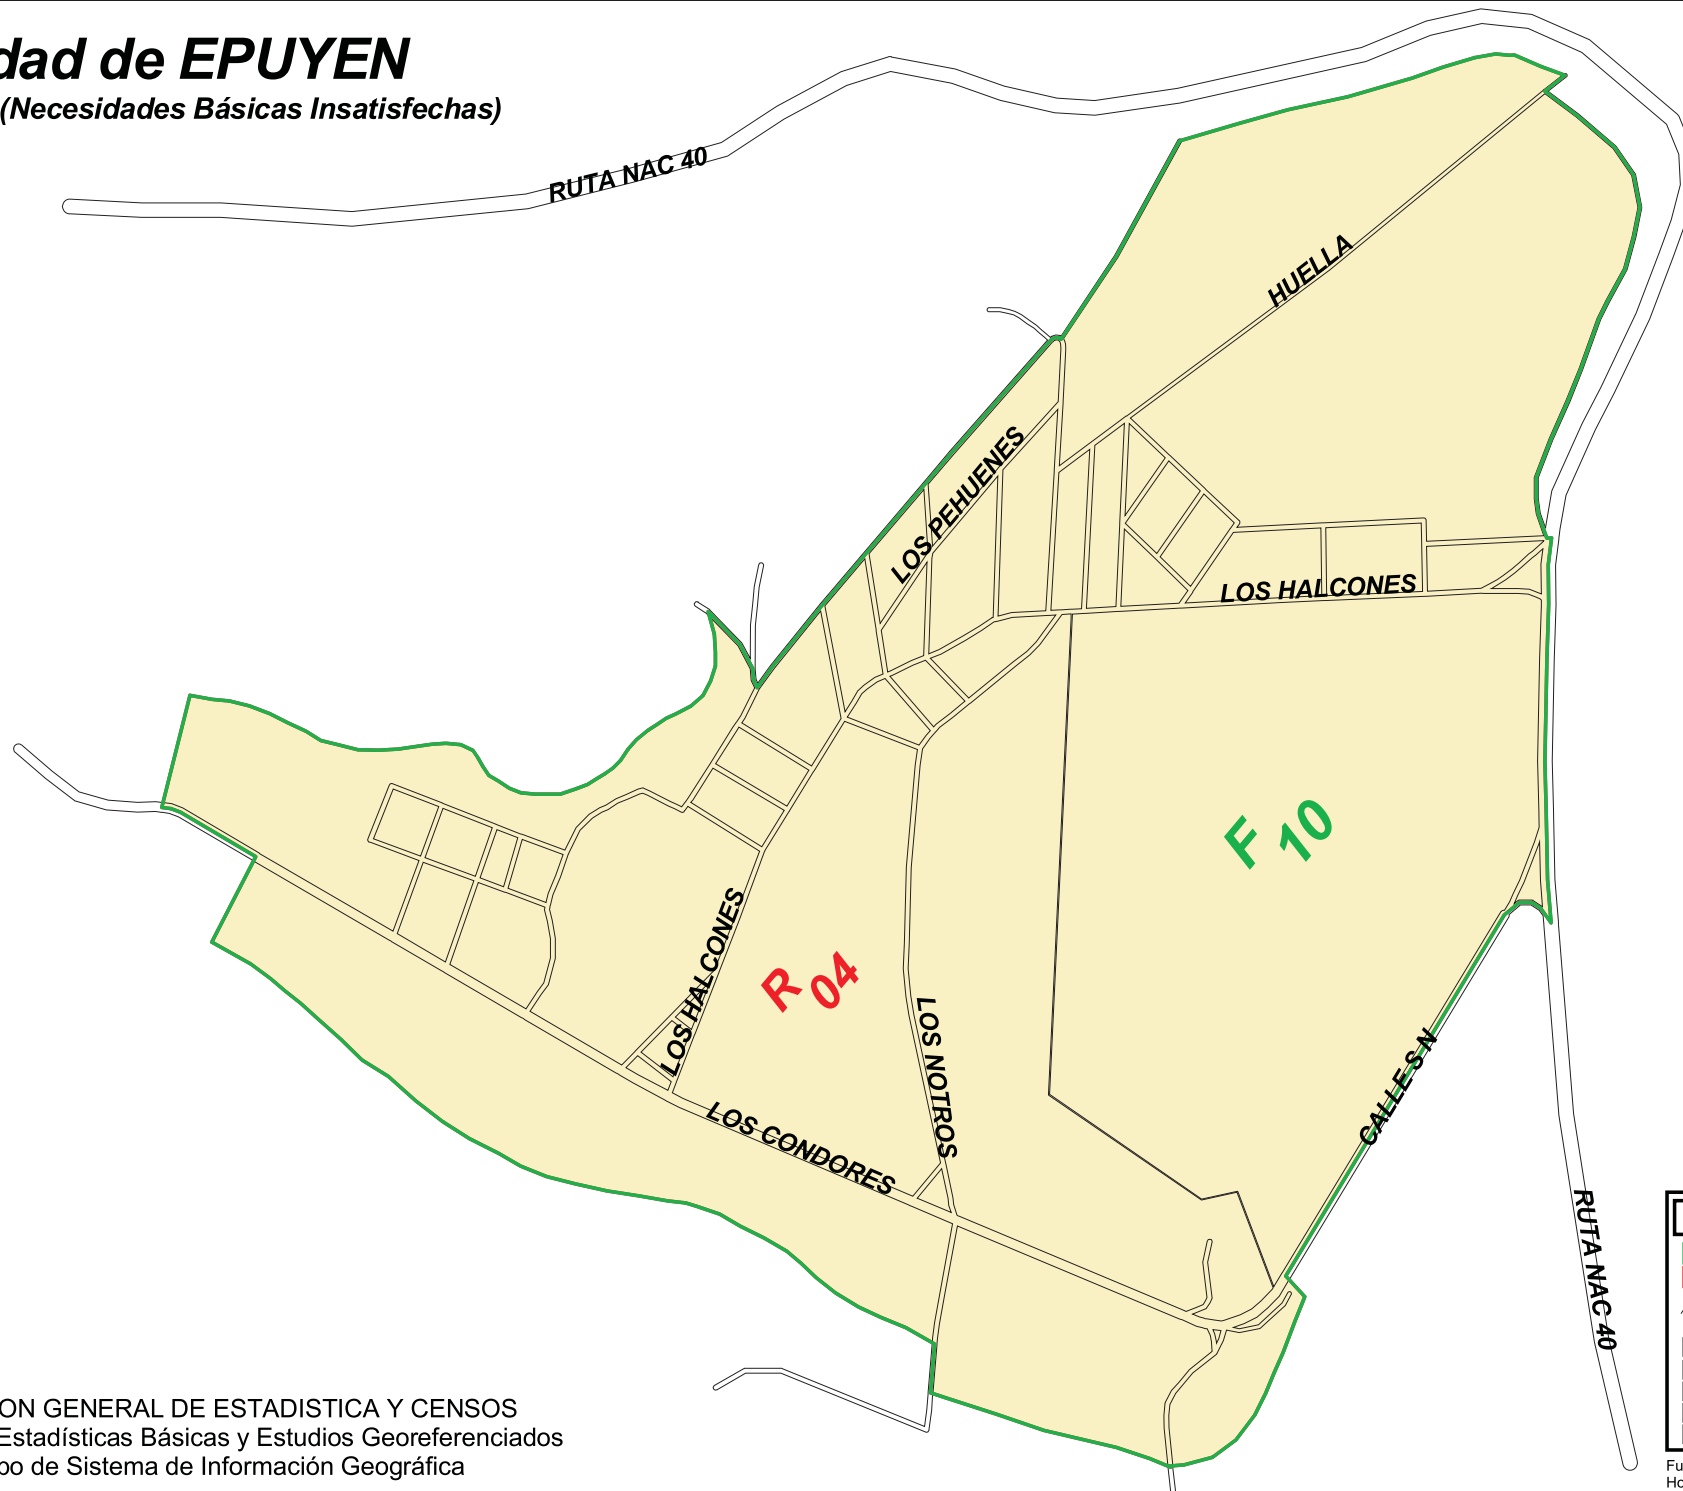 dad de EPUYEN
(Necesidades Básicas Insatisfechas)
RUTA NAC 40
HUELLA
LOS PEHUENES
LOS HALCONES
F 10
LOS HALCONES
R 04
LOS NOTROS
CALLE S N
LOS CONDORES
RUTA NAC 40
ON GENERAL DE ESTADISTICA Y CENSOS
Estadísticas Básicas y Estudios Georeferenciados
po de Sistema de Información Geográfica
Fu
Ho